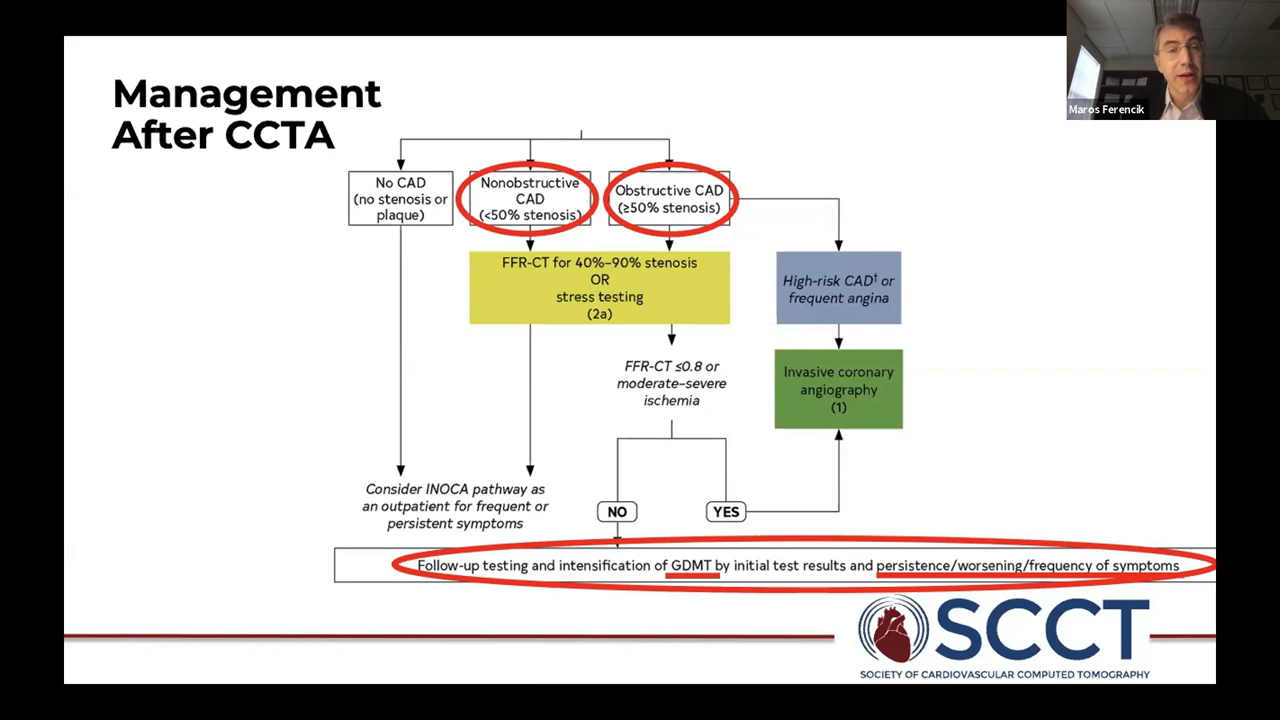 Management
After CCTA
Maros Ferencik
No CAD
(no stenosis or
plaque)
Nonobstructive
CAD
(<50% stenosis)
Obstructive CAD
(≥50% stenosis)
FFR-CT for 40%–90% stenosis
OR
stress testing
(2a)
High-risk CAD† or
frequent angina
FFR-CT ≤0.8 or
moderate–severe
ischemia
Invasive coronary
angiography
(1)
Consider INOCA pathway as
an outpatient for frequent or
persistent symptoms
NO
YES
Follow-up testing and intensification of GDMT by initial test results and persistence/worsening/frequency of symptoms
SCCT
SOCIETY OF CARDIOVASCULAR COMPUTED TOMOGRAPHY